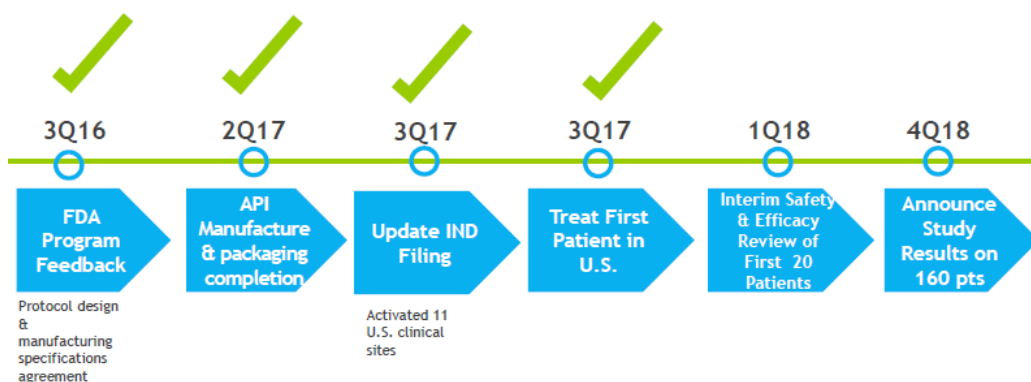 3Q16
2Q17
3Q17
3Q17
1Q18
4Q18
FDA
Program
Feedback
API
Manufacture
& packaging
completion
Update IND
Filing
Treat First
Patient in
U.S.
Interim Safety
& Efficacy
Review of
First 20
Patients
Announce
Study
Results on
160 pts
Protocol design
&
manufacturing
specifications
agreement
Activated 11
U.S. clinical
sites